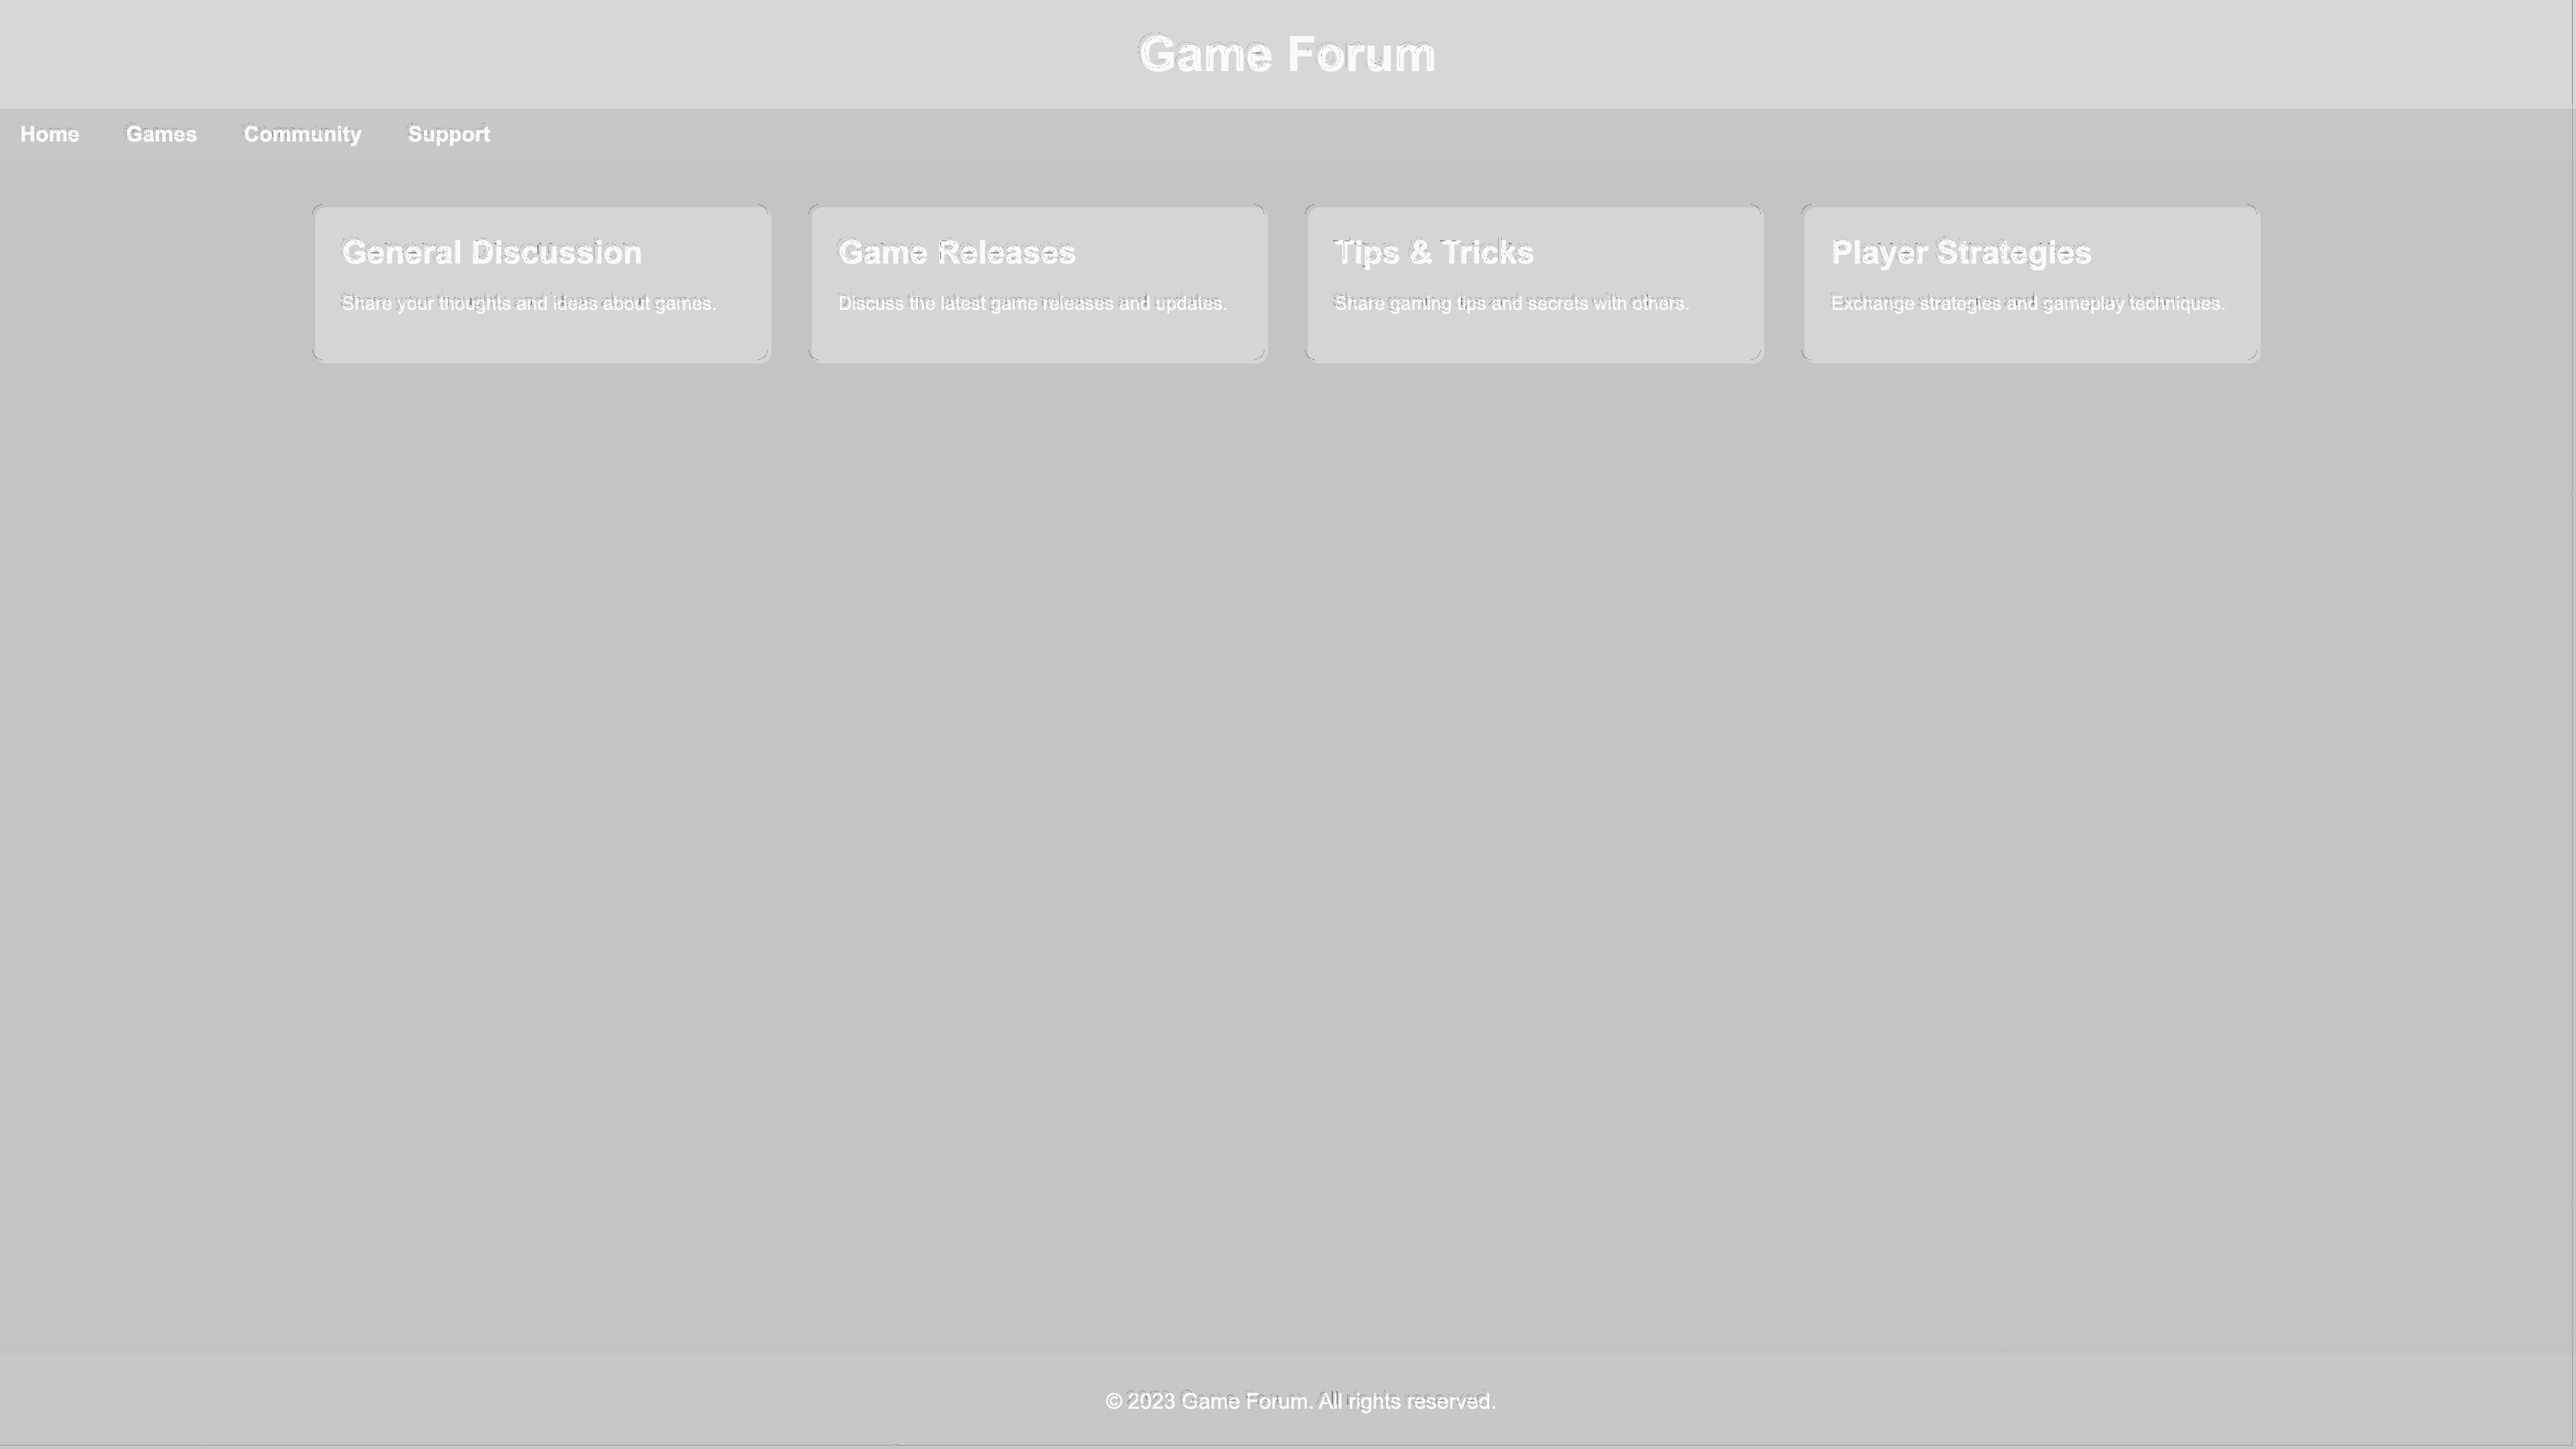 Game Forum
Home Games Community Support
General Discussion
Share your thoughts and ideas about games.
Game Releases
Discuss the latest game releases and updates.
Tips & Tricks
Share gaming tips and secrets with others.
Player Strategies
Exchange strategies and gameplay techniques.
© 2023 Game Forum. All rights reserved.